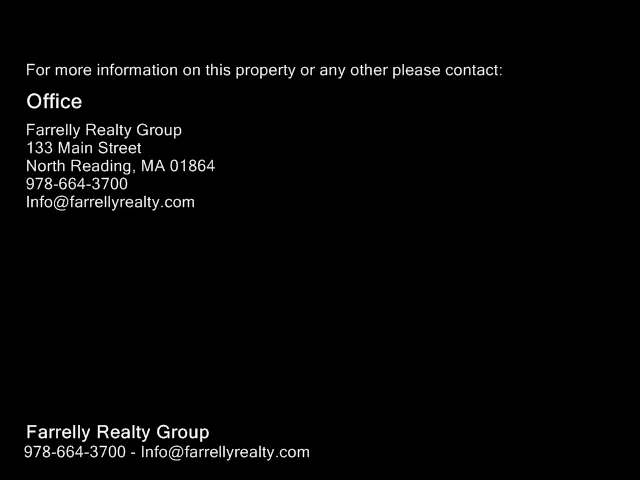 For more information on this property or any other please contact:
Office
Farrelly Realty Group
133 Main Street
North Reading, MA 01864
978-664-3700
Info@farrellyrealty.com
Farrelly Realty Group
978-664-3700 - Info@farrellyrealty.com